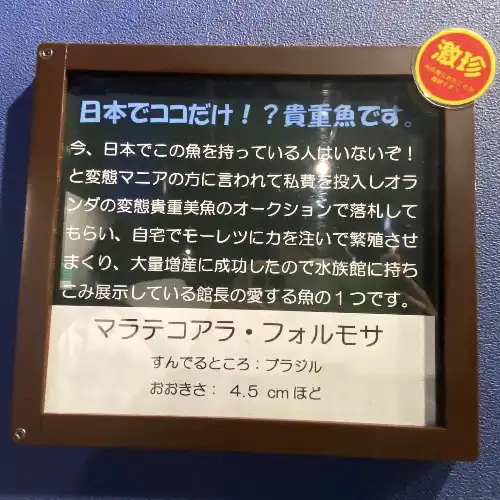 激珍
日本でココだけ！？貴重魚です。
今、日本でこの魚を持っている人はいないぞ！
と変態マニアの方に言われて私費を投入しオラ
ンダの変態貴重美魚のオークションで落札して
もらい、自宅でモーレツに力を注いで繁殖させ
まくり、大量増産に成功したので水族館に持ち
こみ展示している館長の愛する魚の１つです。
マラテコアラ・フォルモサ
すんでるところ：ブラジル
おおきさ： 4.5 cmほど